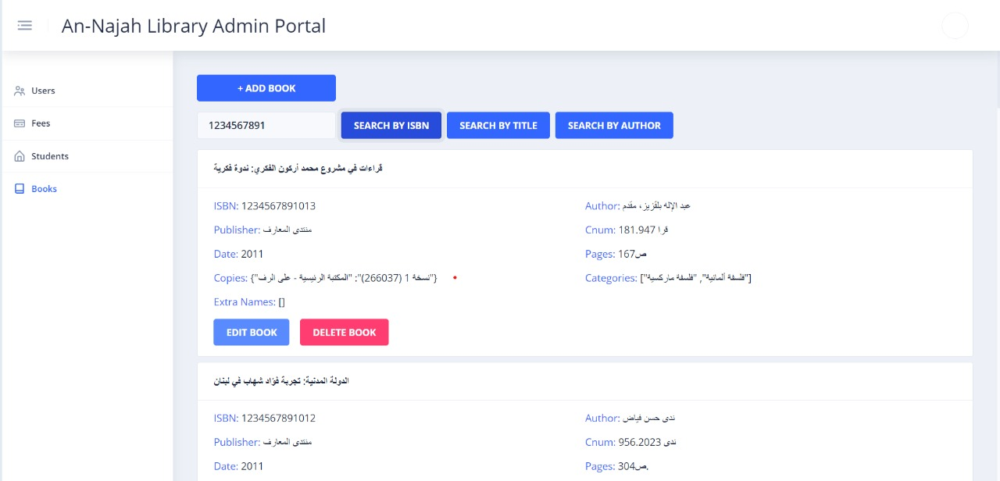 An-Najah Library Admin Portal
Users
Fees
Students
Books
+ ADD BOOK
1234567891 SEARCH BY ISBN SEARCH BY TITLE SEARCH BY AUTHOR
قراءات في مشروع محمد أركون الفكري: ندوة فكرية
ISBN: 1234567891013 Author: عبد الإله بلقزيز، مقدم
Publisher: منتدى المعارف Cnum: 181.947 قرا
Date: 2011 Pages: 167ص
Copies: {"نسخة 1 (266037)": "المكتبة الرئيسية - على الرف"} Categories: ["فلسفة ألمانية", "فلسفة ماركسية"]
Extra Names: []
EDIT BOOK DELETE BOOK
الدولة المدنية: تجربة فؤاد شهاب في لبنان
ISBN: 1234567891012 Author: ندى حسن فياض
Publisher: منتدى المعارف Cnum: 956.2023 ندى
Date: 2011 Pages: 304ص.